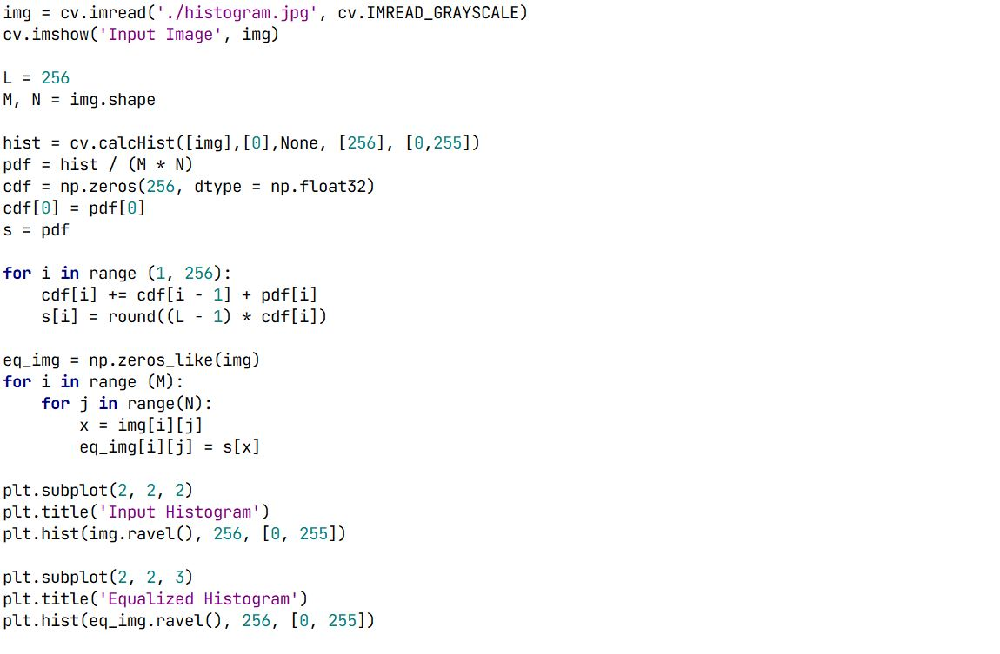 img = cv.imread('./histogram.jpg', cv.IMREAD_GRAYSCALE)
cv.imshow('Input Image', img)

L = 256
M, N = img.shape

hist = cv.calcHist([img],[0],None, [256], [0,255])
pdf = hist / (M * N)
cdf = np.zeros(256, dtype = np.float32)
cdf[0] = pdf[0]
s = pdf

for i in range (1, 256):
    cdf[i] += cdf[i - 1] + pdf[i]
    s[i] = round((L - 1) * cdf[i])

eq_img = np.zeros_like(img)
for i in range (M):
    for j in range(N):
        x = img[i][j]
        eq_img[i][j] = s[x]

plt.subplot(2, 2, 2)
plt.title('Input Histogram')
plt.hist(img.ravel(), 256, [0, 255])

plt.subplot(2, 2, 3)
plt.title('Equalized Histogram')
plt.hist(eq_img.ravel(), 256, [0, 255])